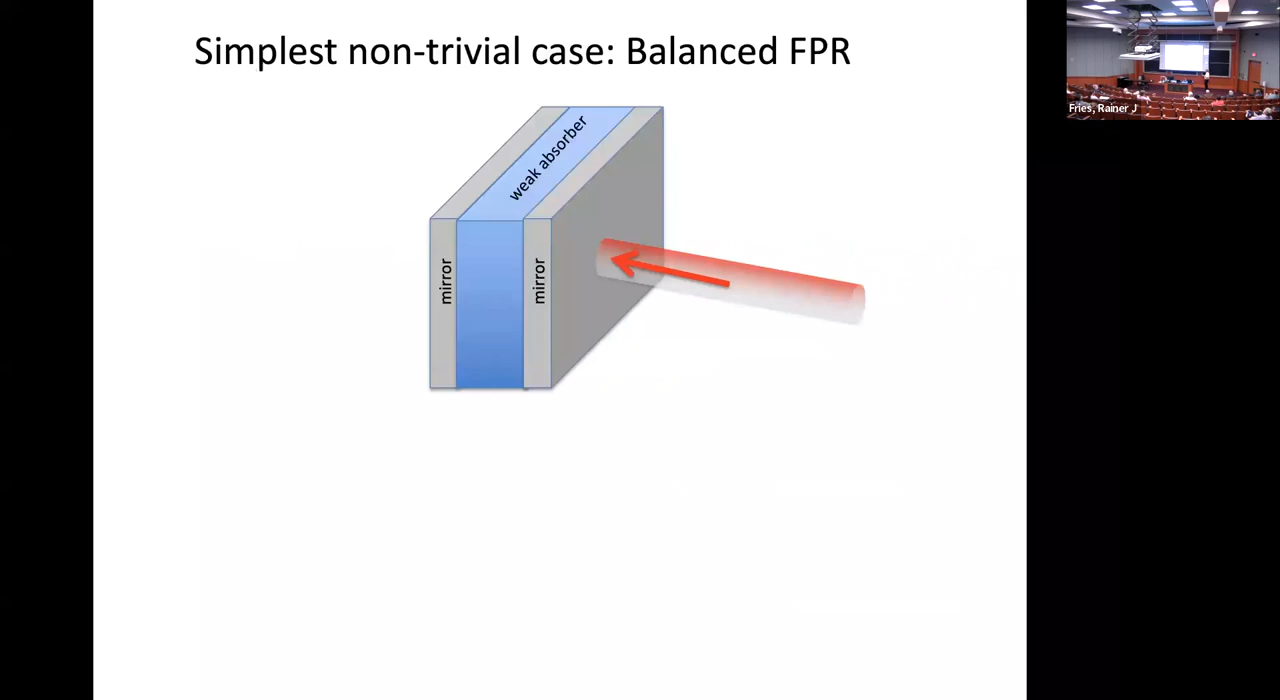 Simplest non-trivial case: Balanced FPR
weak absorber
mirror
mirror
Fries, Rainer J